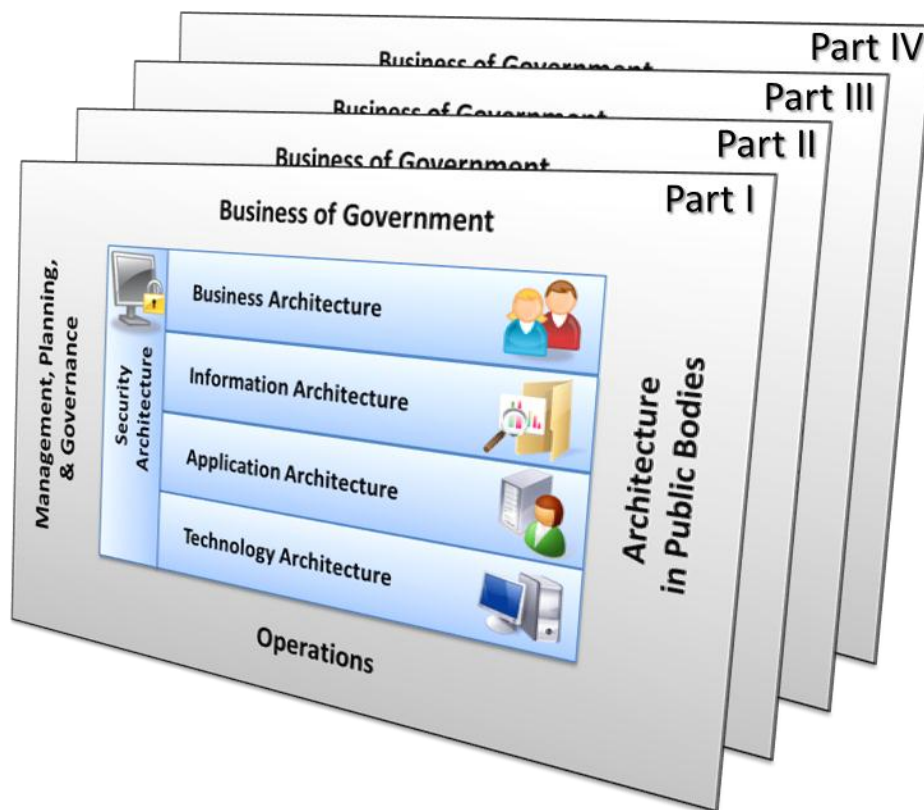 Part IV
Business of Government
Part III
Business of Government
Part II
Business of Government
Part I
Business of Government
Management, Planning,
& Governance
Security
Architecture
Business Architecture
Information Architecture
Application Architecture
Technology Architecture
Architecture
in Public Bodies
Operations